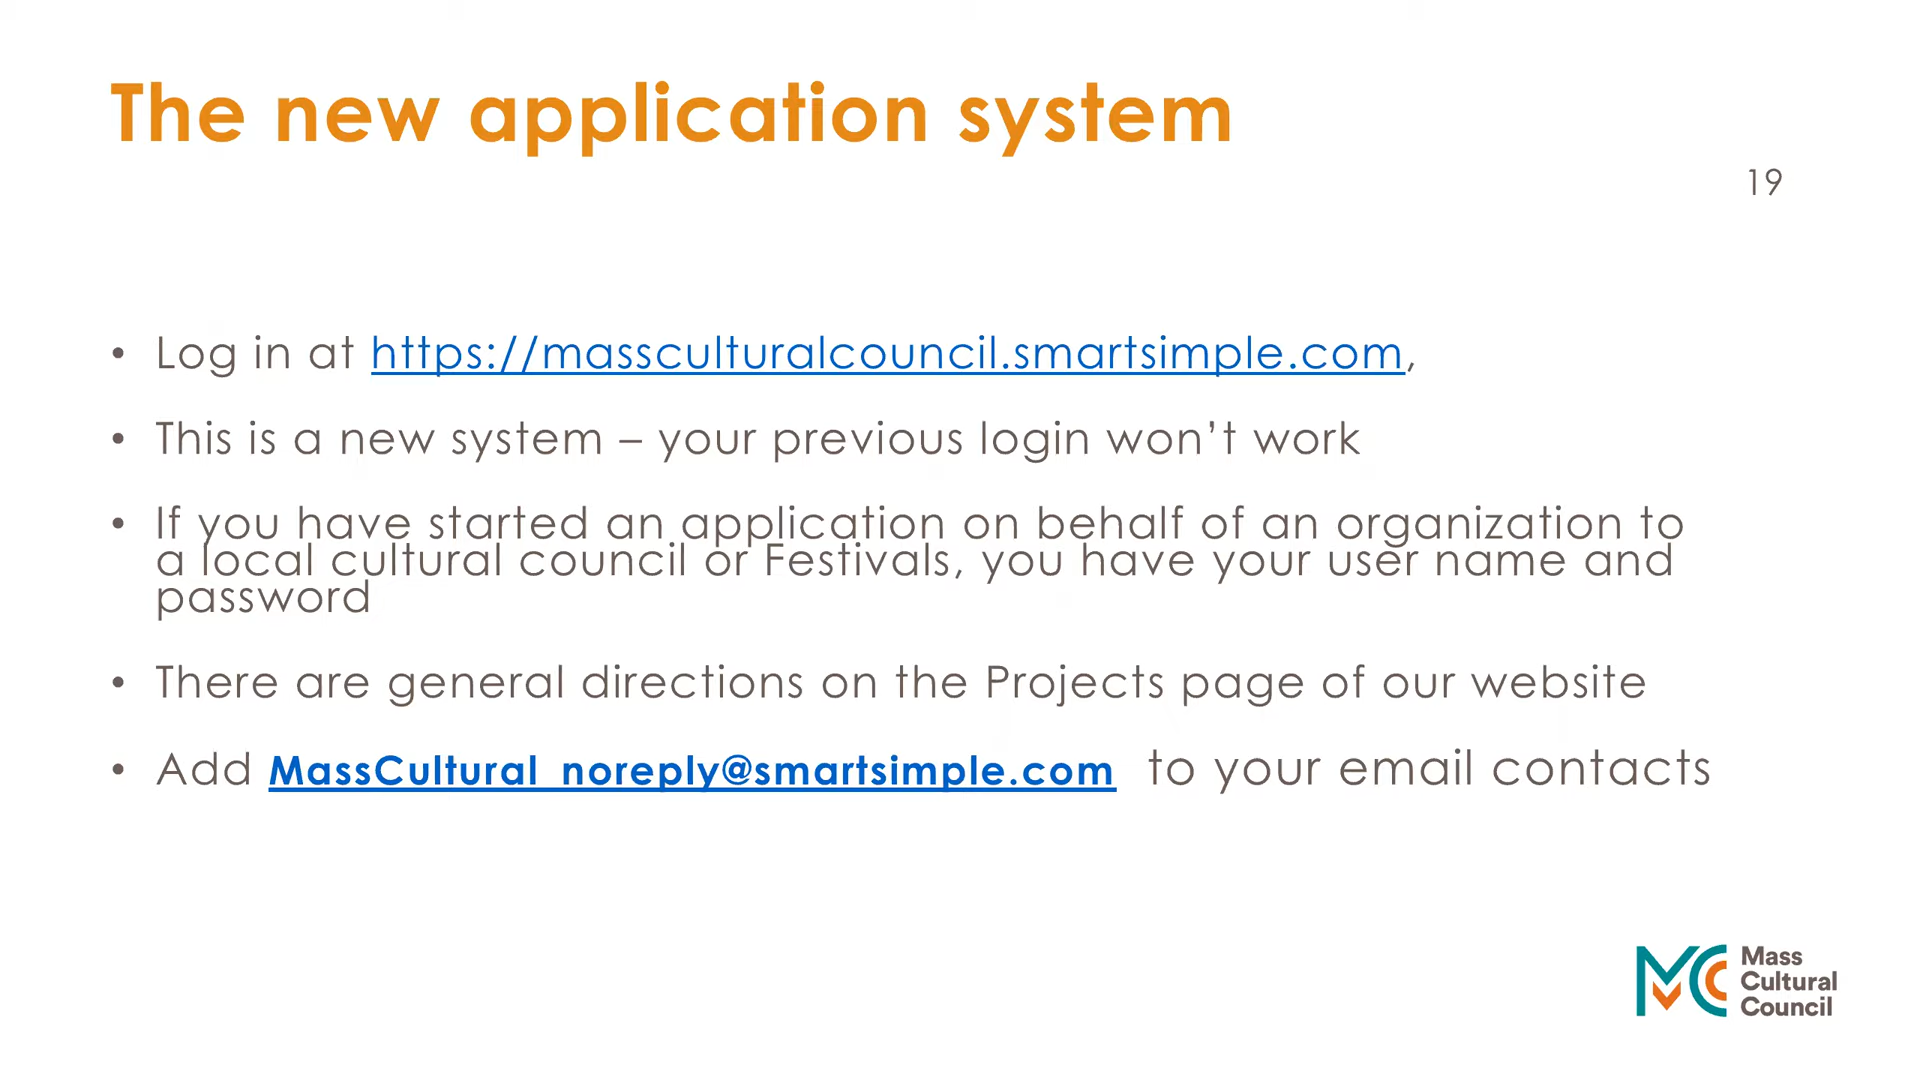 The new application system
19
• Log in at https://massculturalcouncil.smartsimple.com,
• This is a new system – your previous login won’t work
• If you have started an application on behalf of an organization to
a local cultural council or Festivals, you have your user name and
password
• There are general directions on the Projects page of our website
• Add MassCultural_noreply@smartsimple.com to your email contacts
MCC
Mass
Cultural
Council